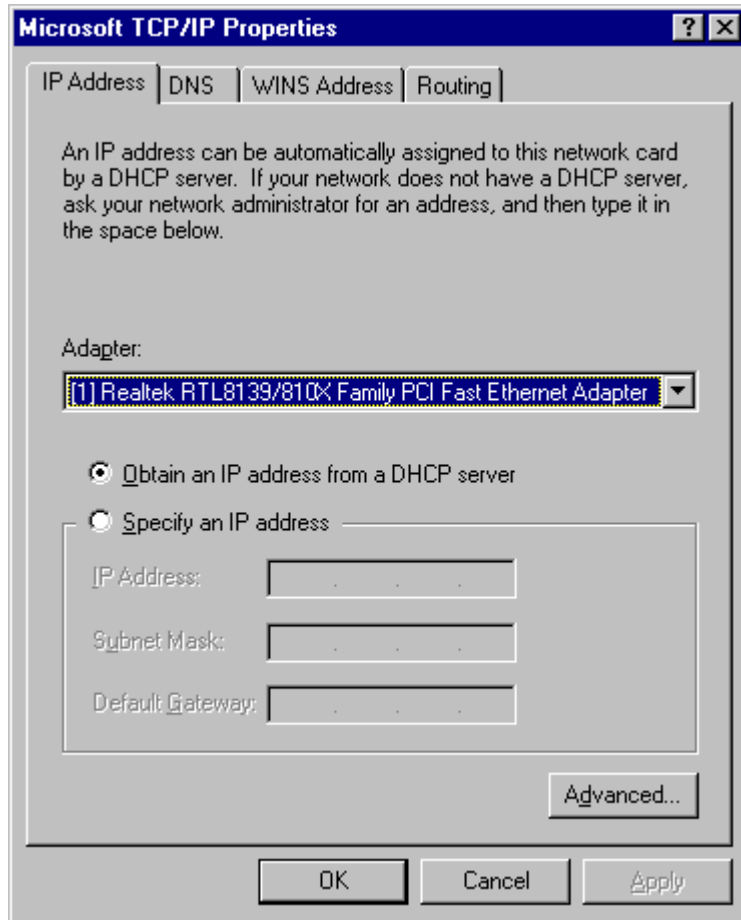 Microsoft TCP/IP Properties
IP Address DNS WINS Address Routing
An IP address can be automatically assigned to this network card
by a DHCP server. If your network does not have a DHCP server,
ask your network administrator for an address, and then type it in
the space below.
Adapter:
[1] Realtek RTL8139/810X Family PCI Fast Ethernet Adapter
Obtain an IP address from a DHCP server
Specify an IP address
IP Address: . . .
Subnet Mask: . . .
Default Gateway: . . .
Advanced...
OK Cancel Apply